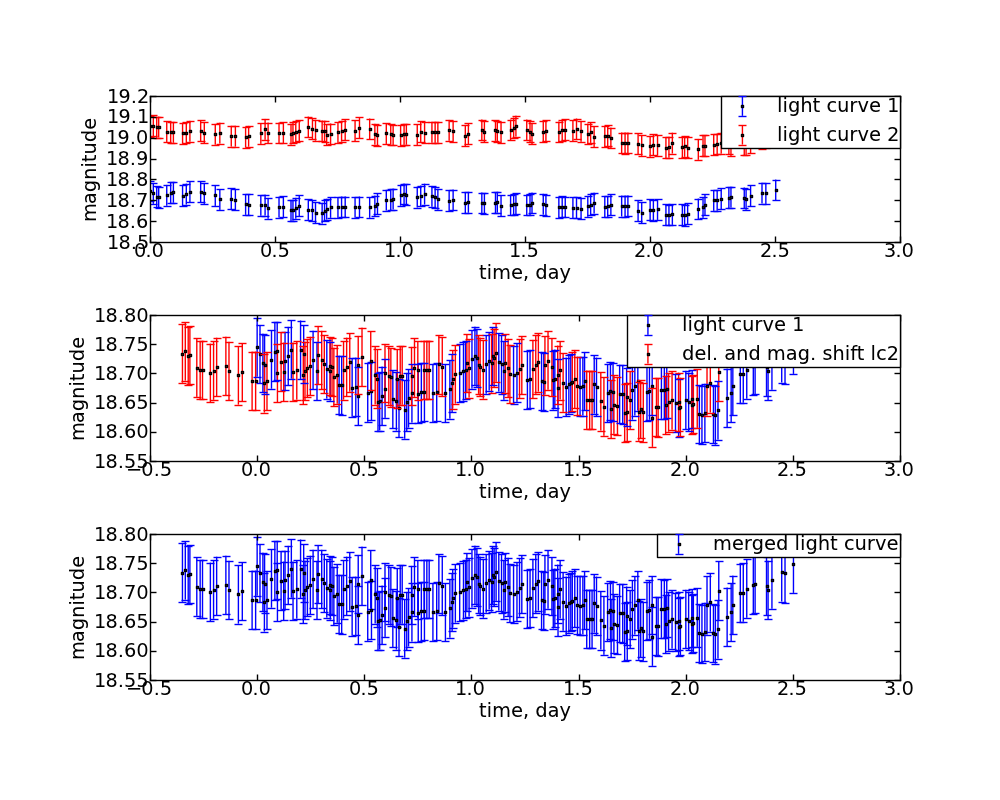 19.2
19.1
19.0
18.9
18.8
18.7
18.6
18.5
magnitude
light curve 1
light curve 2
0.0 0.5 1.0 1.5 2.0 2.5 3.0
time, day
18.80
18.75
18.70
18.65
18.60
18.55
magnitude
light curve 1
del. and mag. shift lc2
−0.5 0.0 0.5 1.0 1.5 2.0 2.5 3.0
time, day
18.80
18.75
18.70
18.65
18.60
18.55
magnitude
merged light curve
−0.5 0.0 0.5 1.0 1.5 2.0 2.5 3.0
time, day